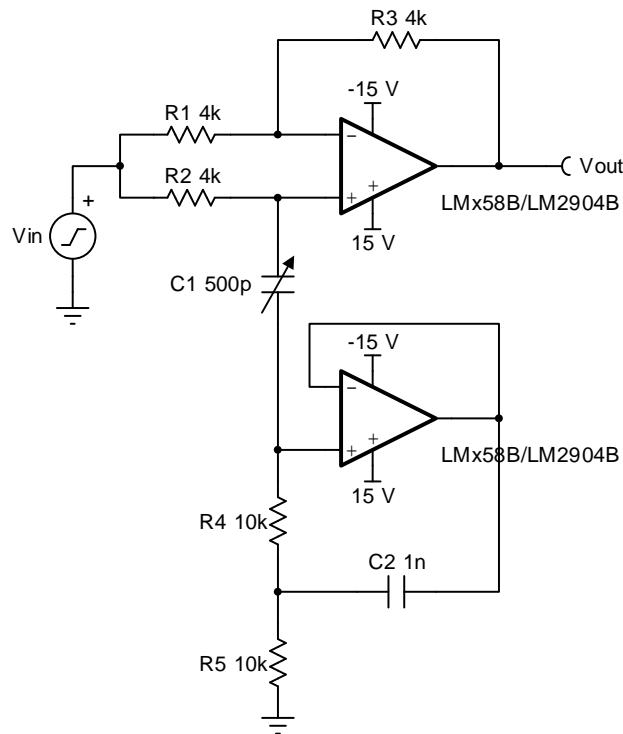 R3 4k
-15 V
R1 4k
−
R2 4k
+
+
15 V
Vout
LMx58B/LM2904B
+
Vin
C1 500p
-15 V
−
+
+
15 V
LMx58B/LM2904B
R4 10k
C2 1n
R5 10k